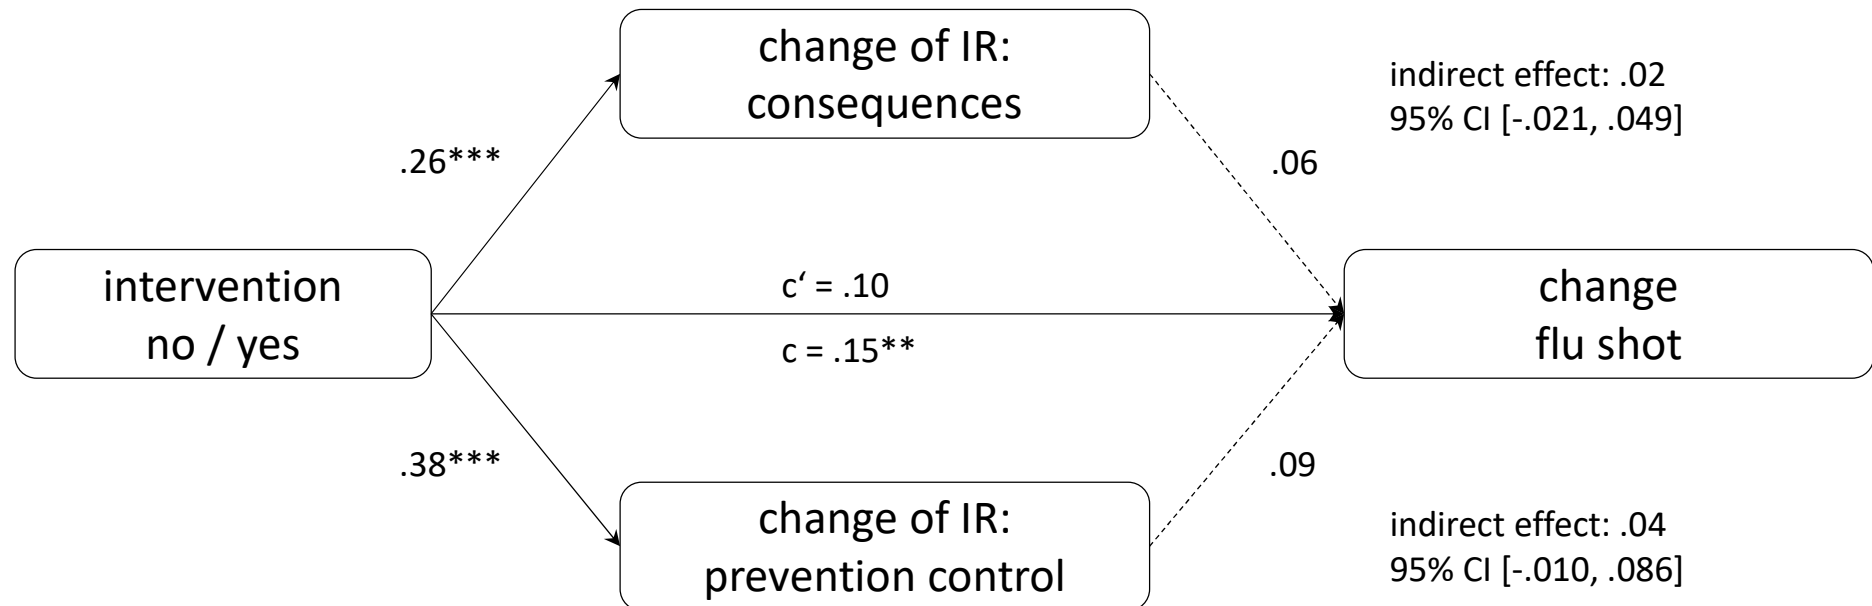 change of IR:
consequences
indirect effect: .02
95% CI [-.021, .049]
.26***
.06
intervention
no / yes
c‘ = .10
c = .15**
change
flu shot
.38***
.09
change of IR:
prevention control
indirect effect: .04
95% CI [-.010, .086]